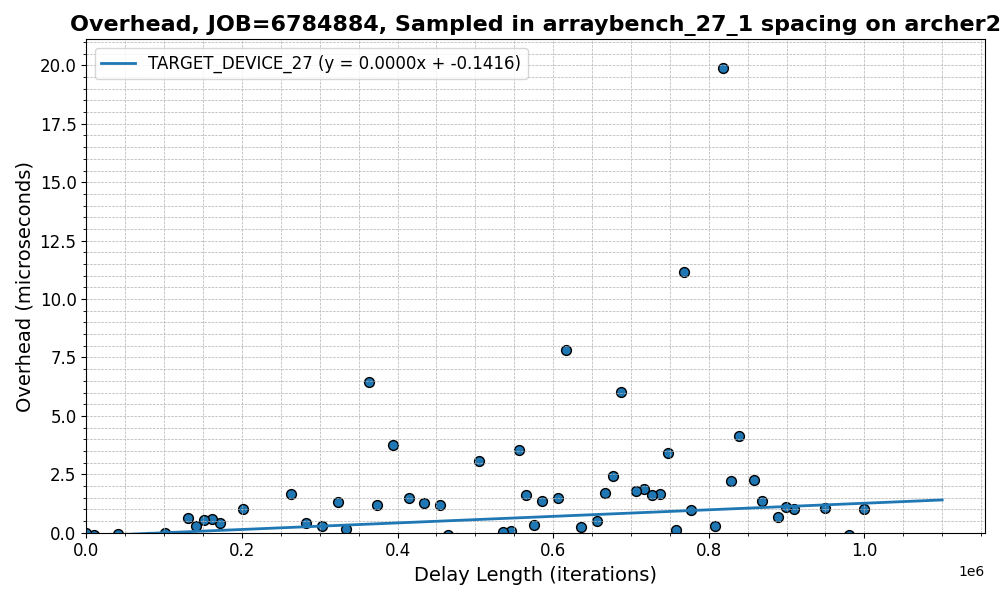 Overhead, JOB=6784884, Sampled in arraybench_27_1 spacing on archer2
TARGET_DEVICE_27 (y = 0.0000x + -0.1416)
Overhead (microseconds)
20.0
17.5
15.0
12.5
10.0
7.5
5.0
2.5
0.0
0.0 0.2 0.4 0.6 0.8 1.0
1e6
Delay Length (iterations)